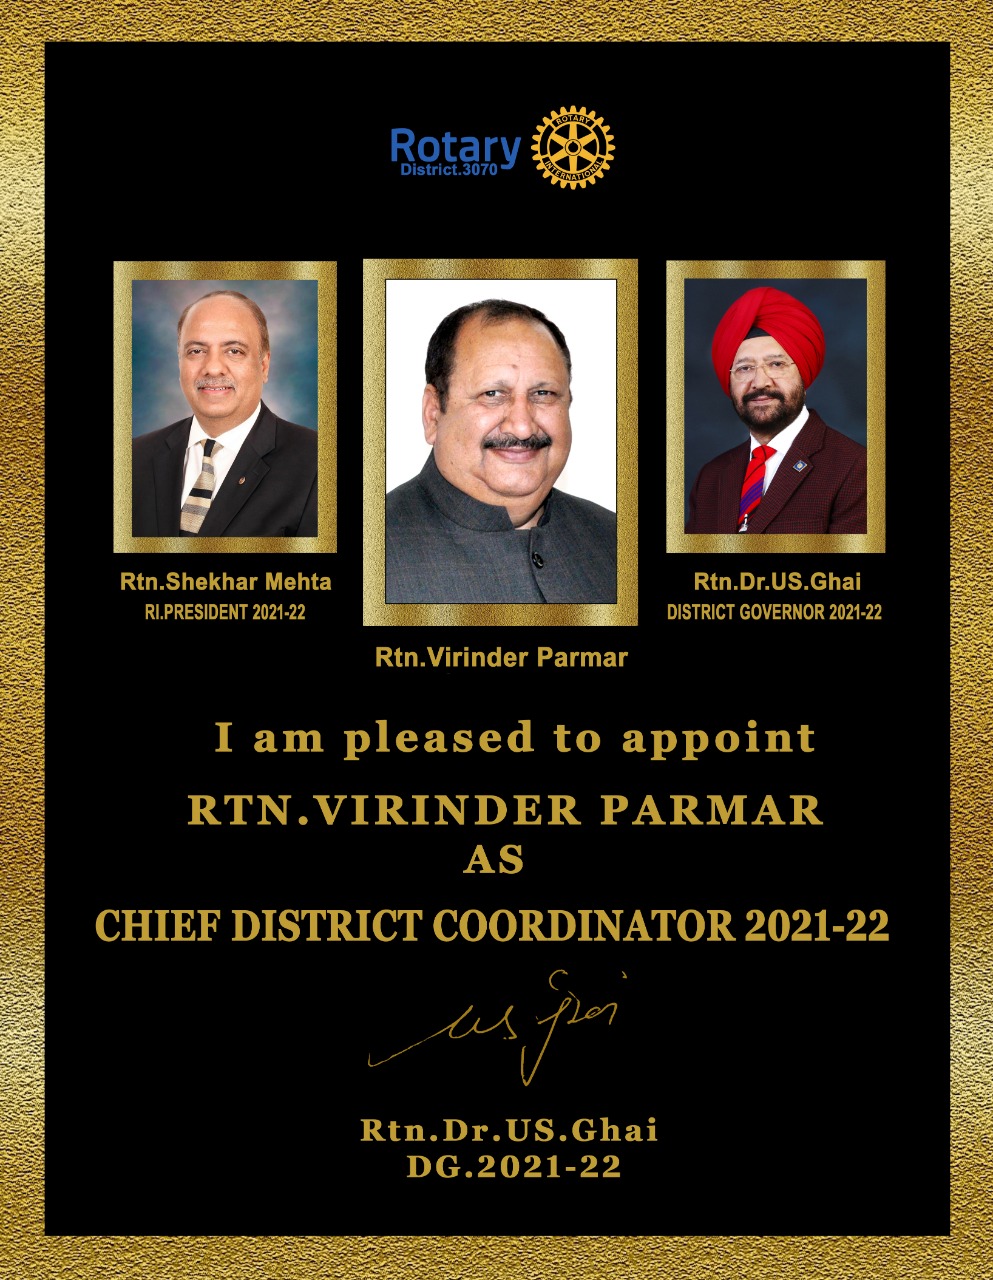 Rotary
District.3070
ROTARY
INTERNATIONAL
Rtn.Shekhar Mehta
RI.PRESIDENT 2021-22
Rtn.Virinder Parmar
Rtn.Dr.US.Ghai
DISTRICT GOVERNOR 2021-22
I am pleased to appoint
RTN.VIRINDER PARMAR
AS
CHIEF DISTRICT COORDINATOR 2021-22
US Ghai
Rtn.Dr.US.Ghai
DG.2021-22